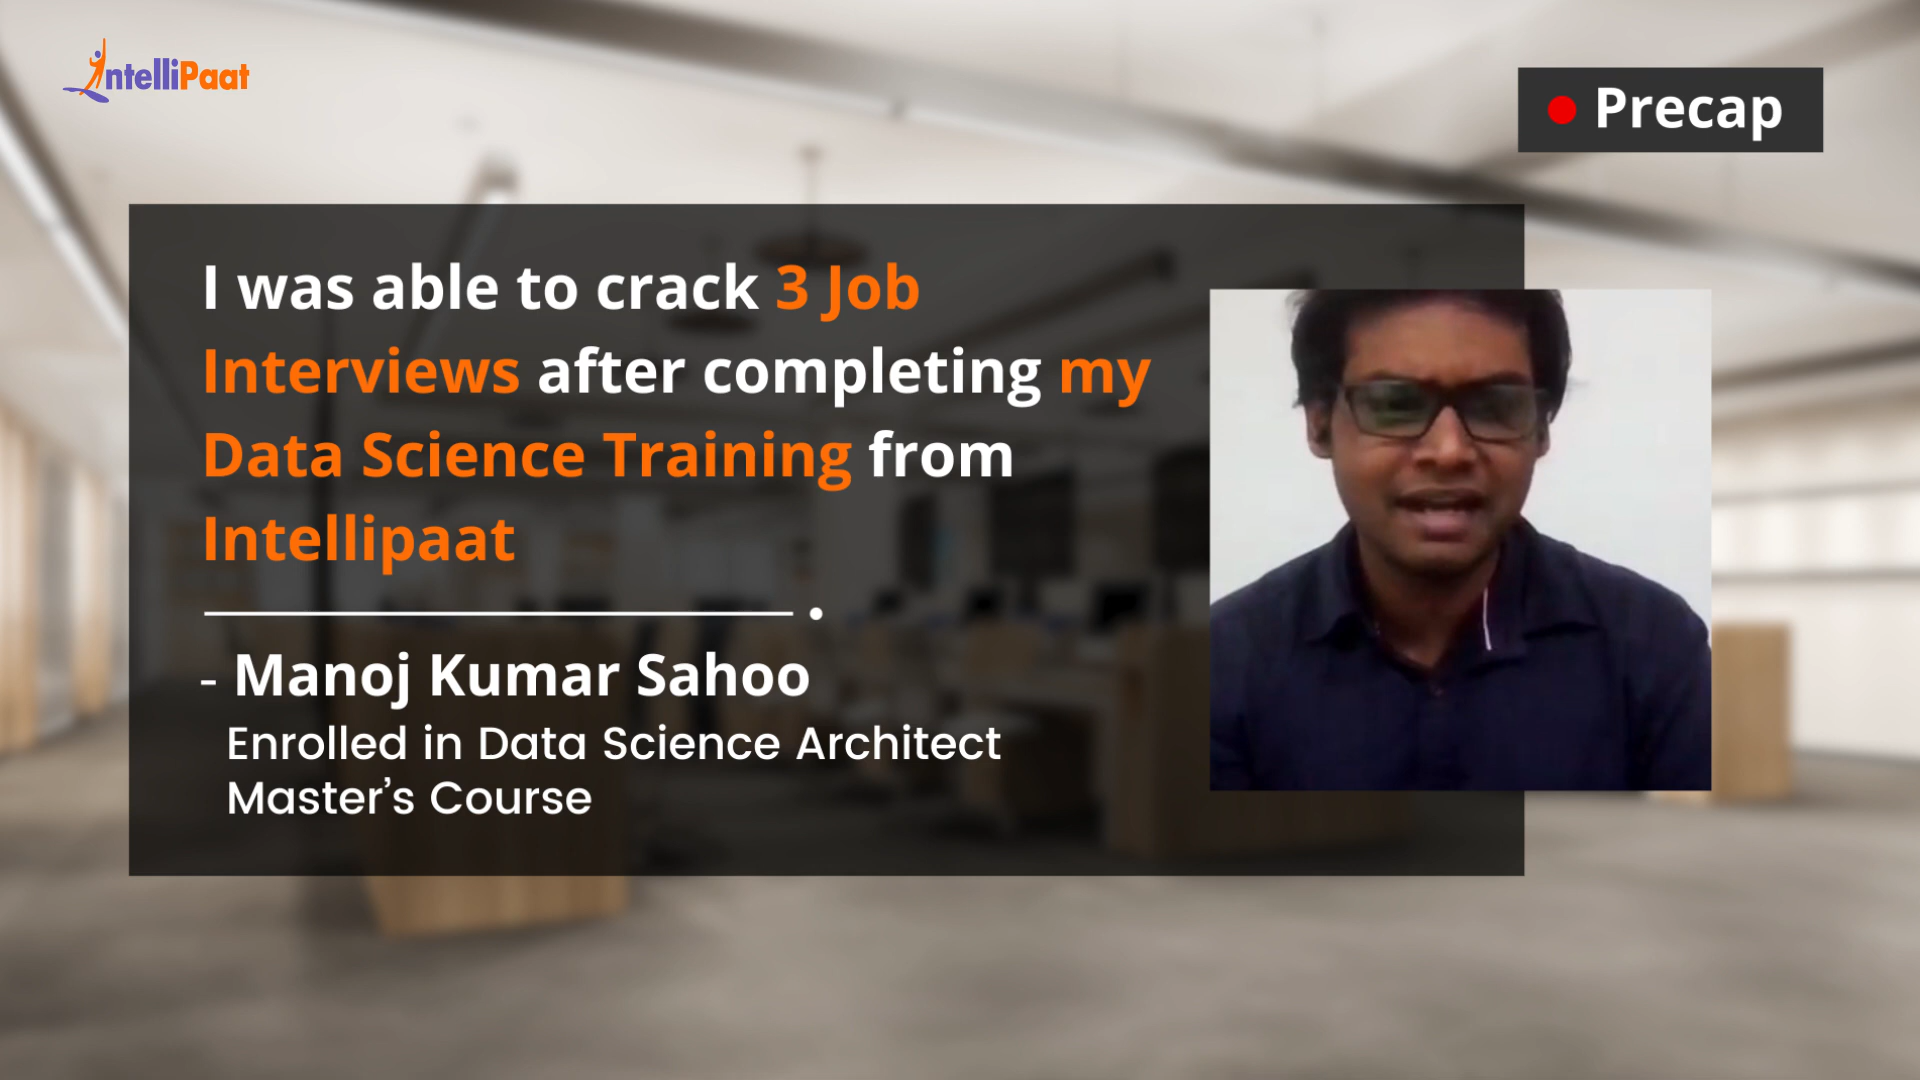 IntelliPaat
Precap
I was able to crack 3 Job
Interviews after completing my
Data Science Training from
Intellipaat
- Manoj Kumar Sahoo
Enrolled in Data Science Architect
Master’s Course